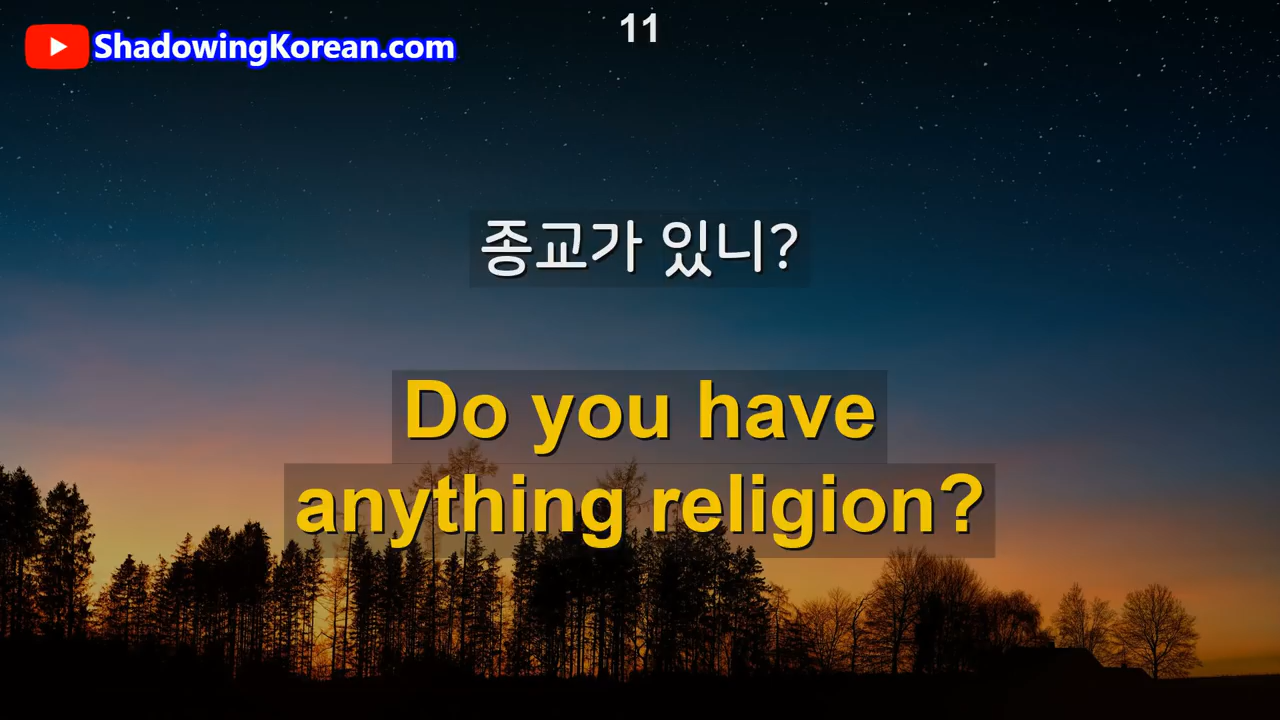 ShadowingKorean.com
11
종교가 있니?
Do you have
anything religion?